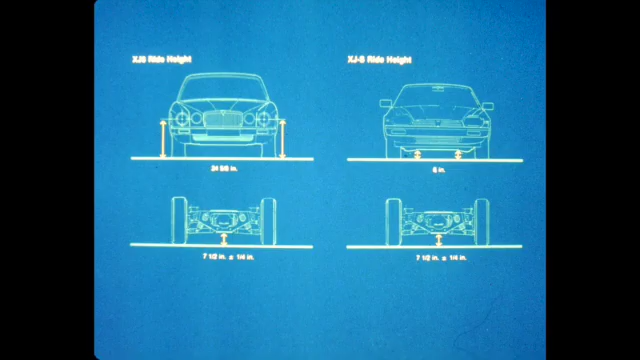 XJ6 Ride Height
XJ-S Ride Height
24 5/8 in.
6 in.
7 1/2 in. ± 1/4 in.
7 1/2 in. ± 1/4 in.